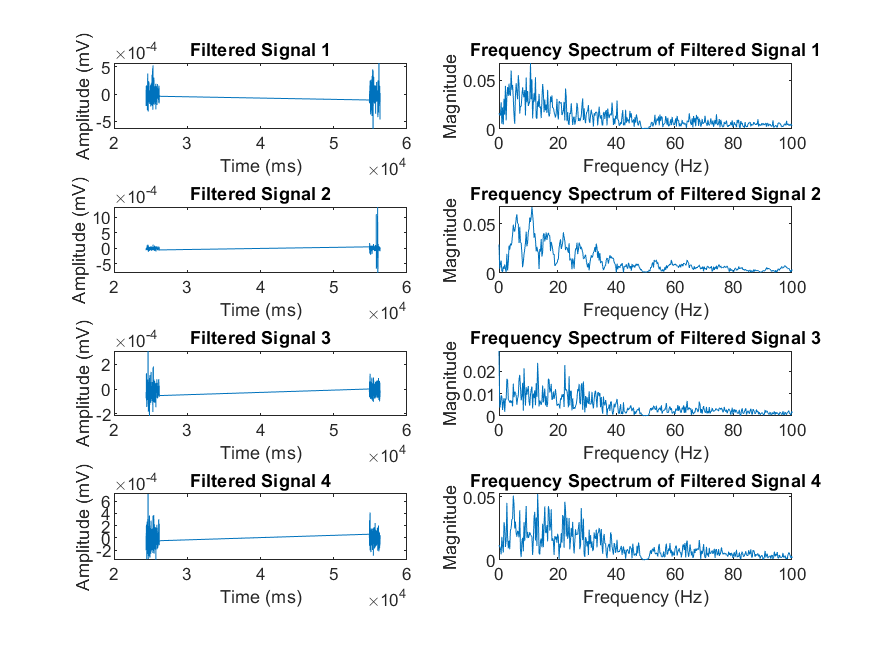 Filtered Signal 1
×10⁻⁴
Amplitude (mV)
5
0
-5
2 3 4 5 6
Time (ms)
×10⁴
Frequency Spectrum of Filtered Signal 1
Magnitude
0.05
0
0 20 40 60 80 100
Frequency (Hz)
Filtered Signal 2
×10⁻⁴
Amplitude (mV)
10
5
0
-5
2 3 4 5 6
Time (ms)
×10⁴
Frequency Spectrum of Filtered Signal 2
Magnitude
0.05
0
0 20 40 60 80 100
Frequency (Hz)
Filtered Signal 3
×10⁻⁴
Amplitude (mV)
2
0
-2
2 3 4 5 6
Time (ms)
×10⁴
Frequency Spectrum of Filtered Signal 3
Magnitude
0.02
0.01
0
0 20 40 60 80 100
Frequency (Hz)
Filtered Signal 4
×10⁻⁴
Amplitude (mV)
6
4
2
0
-2
2 3 4 5 6
Time (ms)
×10⁴
Frequency Spectrum of Filtered Signal 4
Magnitude
0.05
0
0 20 40 60 80 100
Frequency (Hz)